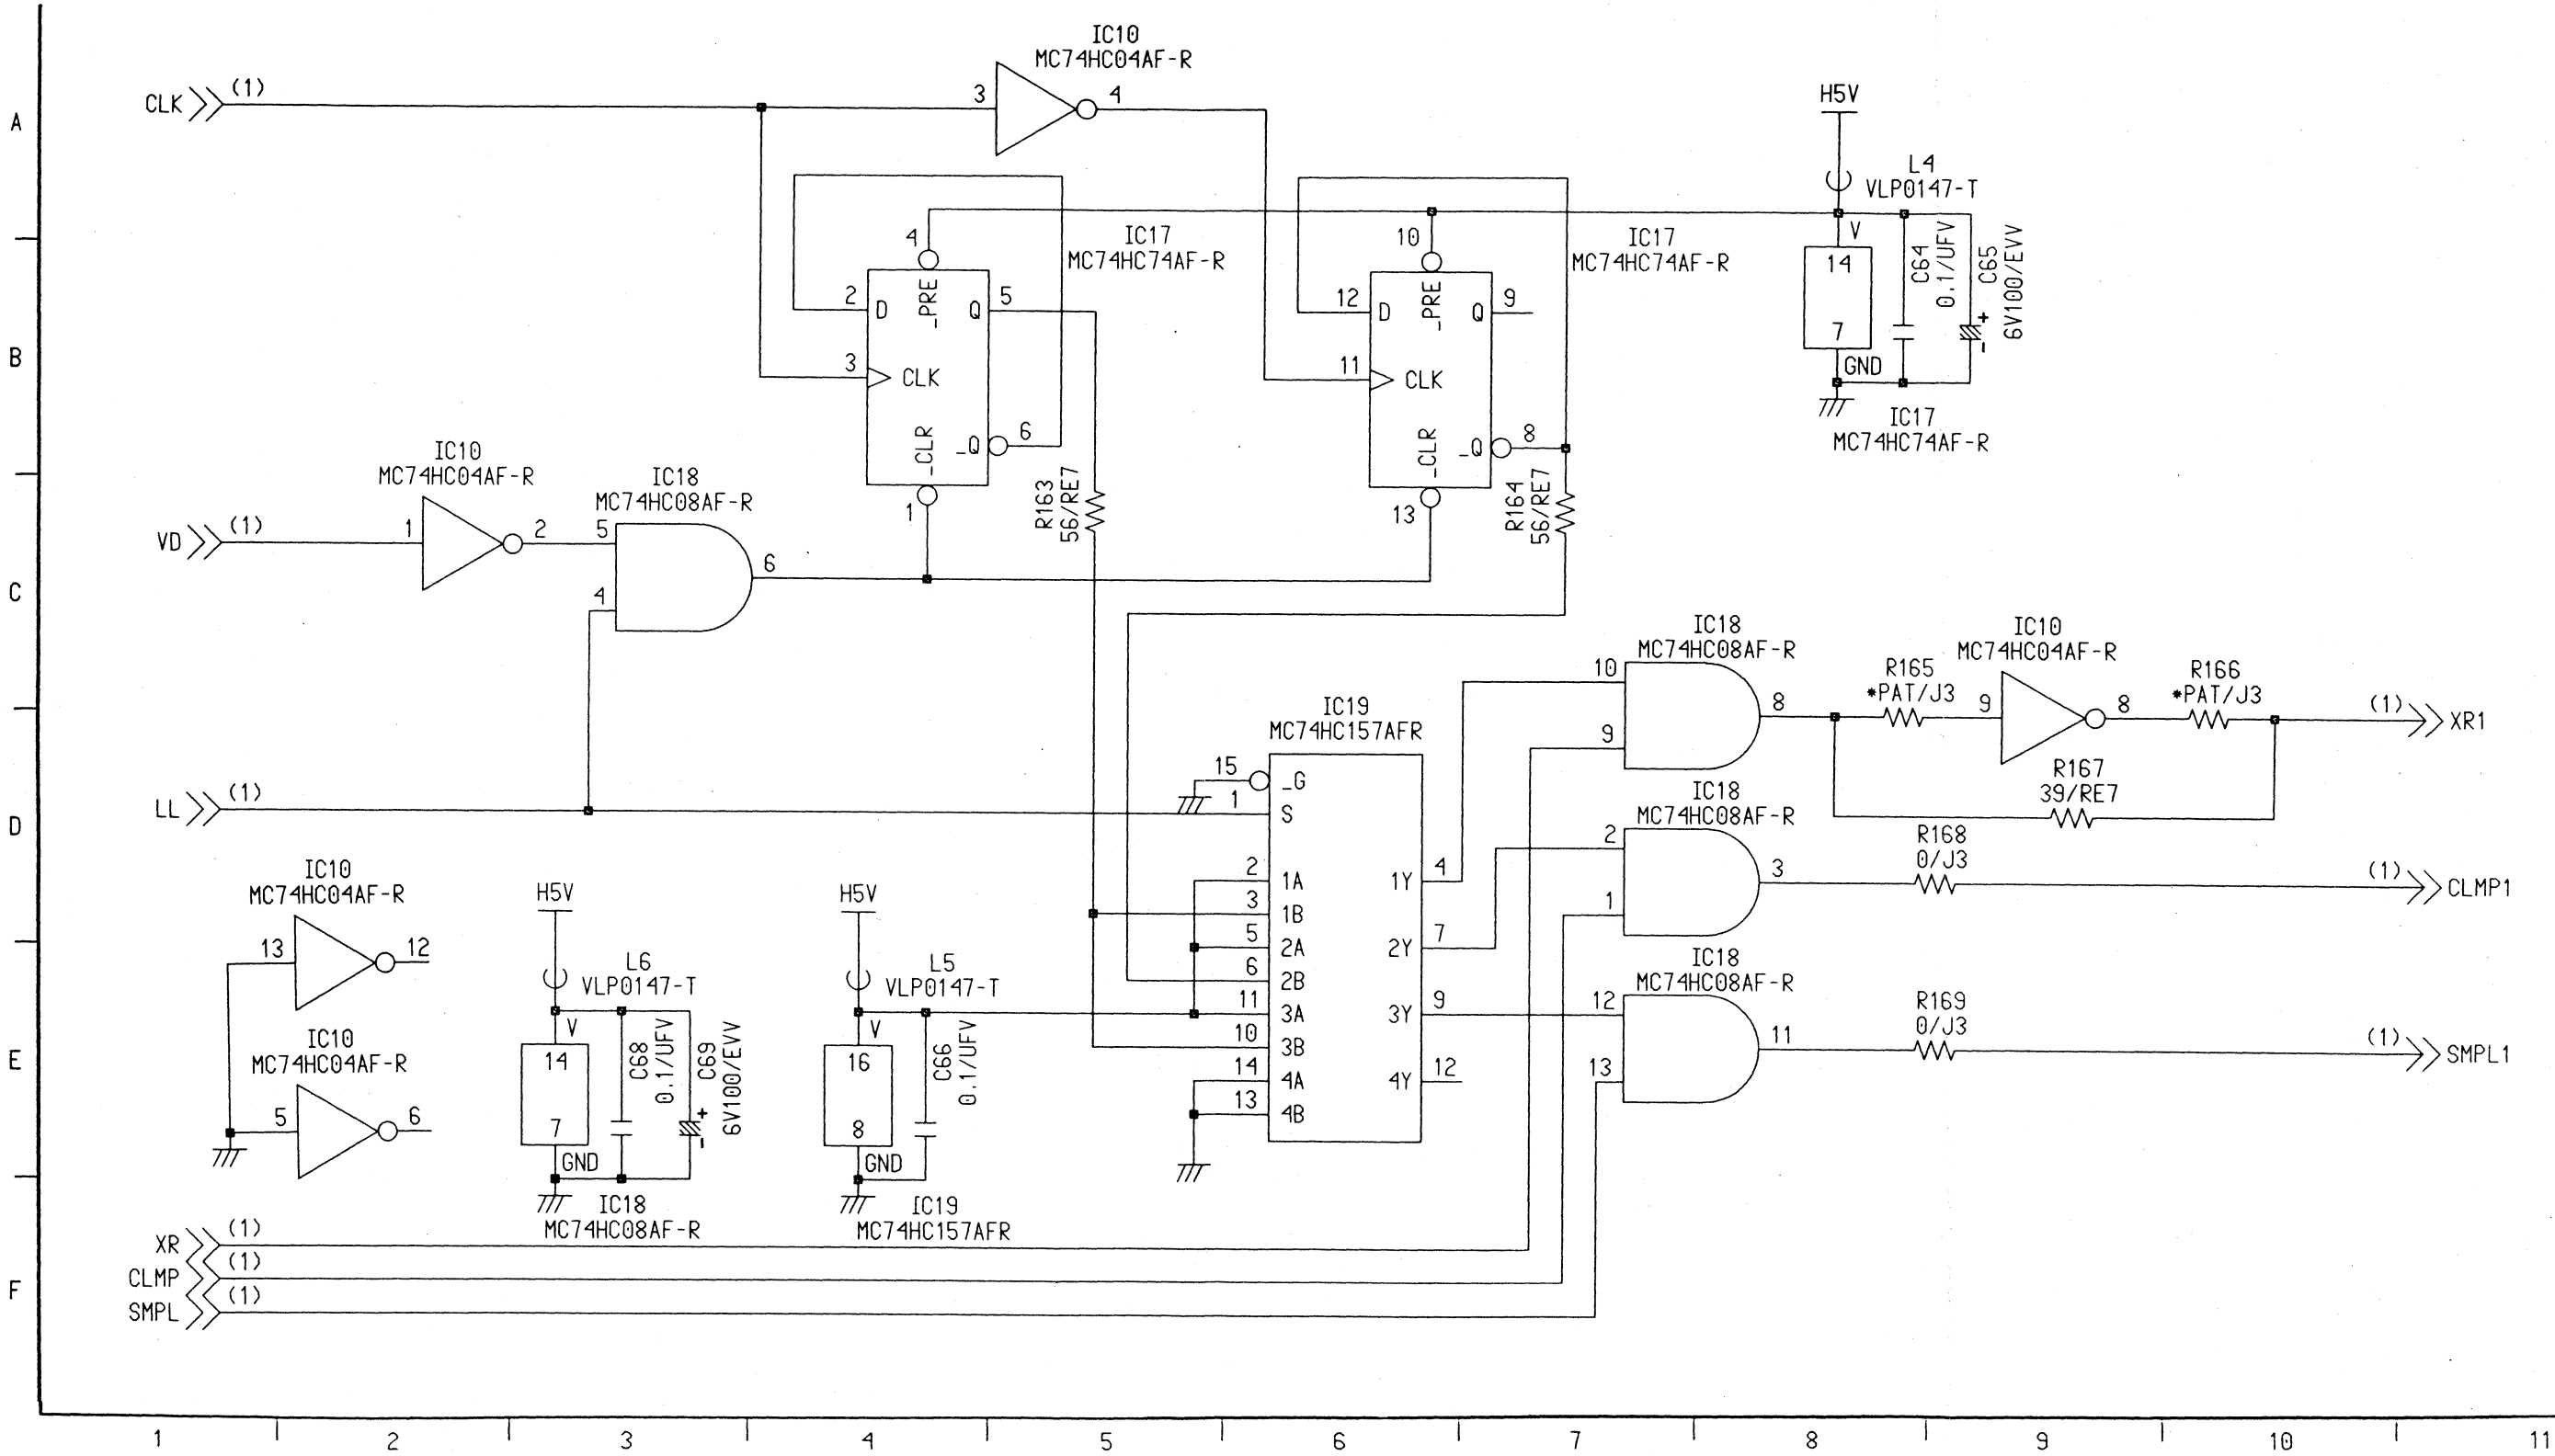 IC10
MC74HC04AF-R
CLK
(1)
3
4
H5V
A
L4
VLP0147-T
V
C64
0.1/UFV
C65
6V100/EVV
+
-
14
7
GND
IC17
MC74HC74AF-R
4
IC17
MC74HC74AF-R
2
D
_PRE
Q
5
3
CLK
_CLR
_Q
6
1
10
IC17
MC74HC74AF-R
12
D
_PRE
Q
9
11
CLK
_CLR
_Q
8
13
B
R163
56/RE7
R164
56/RE7
IC10
MC74HC04AF-R
VD
(1)
1
2
IC18
MC74HC08AF-R
5
4
6
C
IC18
MC74HC08AF-R
10
9
8
R165
*PAT/J3
IC10
MC74HC04AF-R
9
8
R166
*PAT/J3
(1)
XR1
R167
39/RE7
IC19
MC74HC157AFR
15
_G
1
S
2
1A
3
1B
5
2A
6
2B
11
3A
10
3B
14
4A
13
4B
1Y
4
2Y
7
3Y
9
4Y
12
LL
(1)
D
IC18
MC74HC08AF-R
2
1
3
R168
0/J3
(1)
CLMP1
IC18
MC74HC08AF-R
12
13
11
R169
0/J3
(1)
SMPL1
IC10
MC74HC04AF-R
13
12
IC10
MC74HC04AF-R
5
6
E
H5V
L6
VLP0147-T
V
14
7
GND
C68
0.1/UFV
C69
6V100/EVV
+
-
IC18
MC74HC08AF-R
H5V
L5
VLP0147-T
V
16
8
GND
C66
0.1/UFV
IC19
MC74HC157AFR
XR
(1)
CLMP
(1)
SMPL
(1)
F
1
2
3
4
5
6
7
8
9
10
11